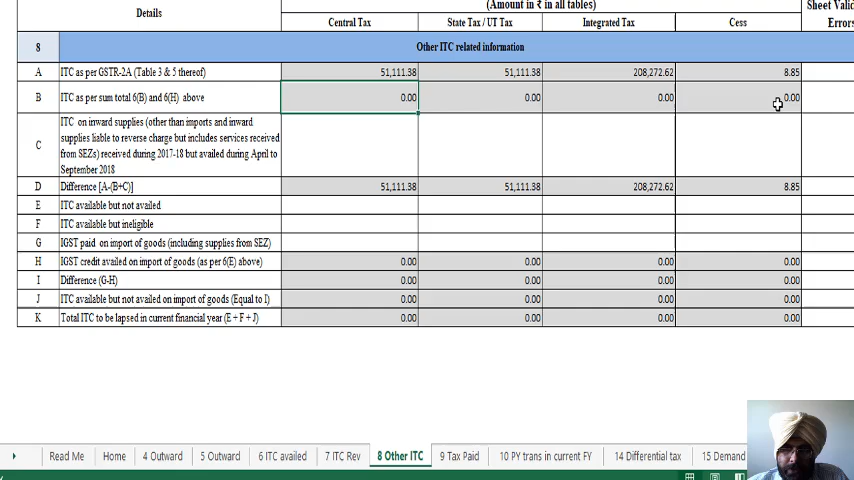 (Amount in ₹ in all tables) Sheet Valid
Details Central Tax State Tax / UT Tax Integrated Tax Cess Errors
8 Other ITC related information
A ITC as per GSTR-2A (Table 3 & 5 thereof) 51,111.38 51,111.38 208,272.62 8.85
B ITC as per sum total 6(B) and 6(H) above 0.00 0.00 0.00 0.00
C ITC on inward supplies (other than imports and inward
supplies liable to reverse charge but includes services received
from SEZs) received during 2017-18 but availed during April to
September 2018
D Difference [A-(B+C)] 51,111.38 51,111.38 208,272.62 8.85
E ITC available but not availed
F ITC available but ineligible
G IGST paid on import of goods (including supplies from SEZ)
H IGST credit availed on import of goods (as per 6(E) above) 0.00 0.00 0.00 0.00
I Difference (G-H) 0.00 0.00 0.00 0.00
J ITC available but not availed on import of goods (Equal to I) 0.00 0.00 0.00 0.00
K Total ITC to be lapsed in current financial year (E + F + J) 0.00 0.00 0.00 0.00
Read Me Home 4 Outward 5 Outward 6 ITC availed 7 ITC Rev 8 Other ITC 9 Tax Paid 10 PY trans in current FY 14 Differential tax 15 Demand